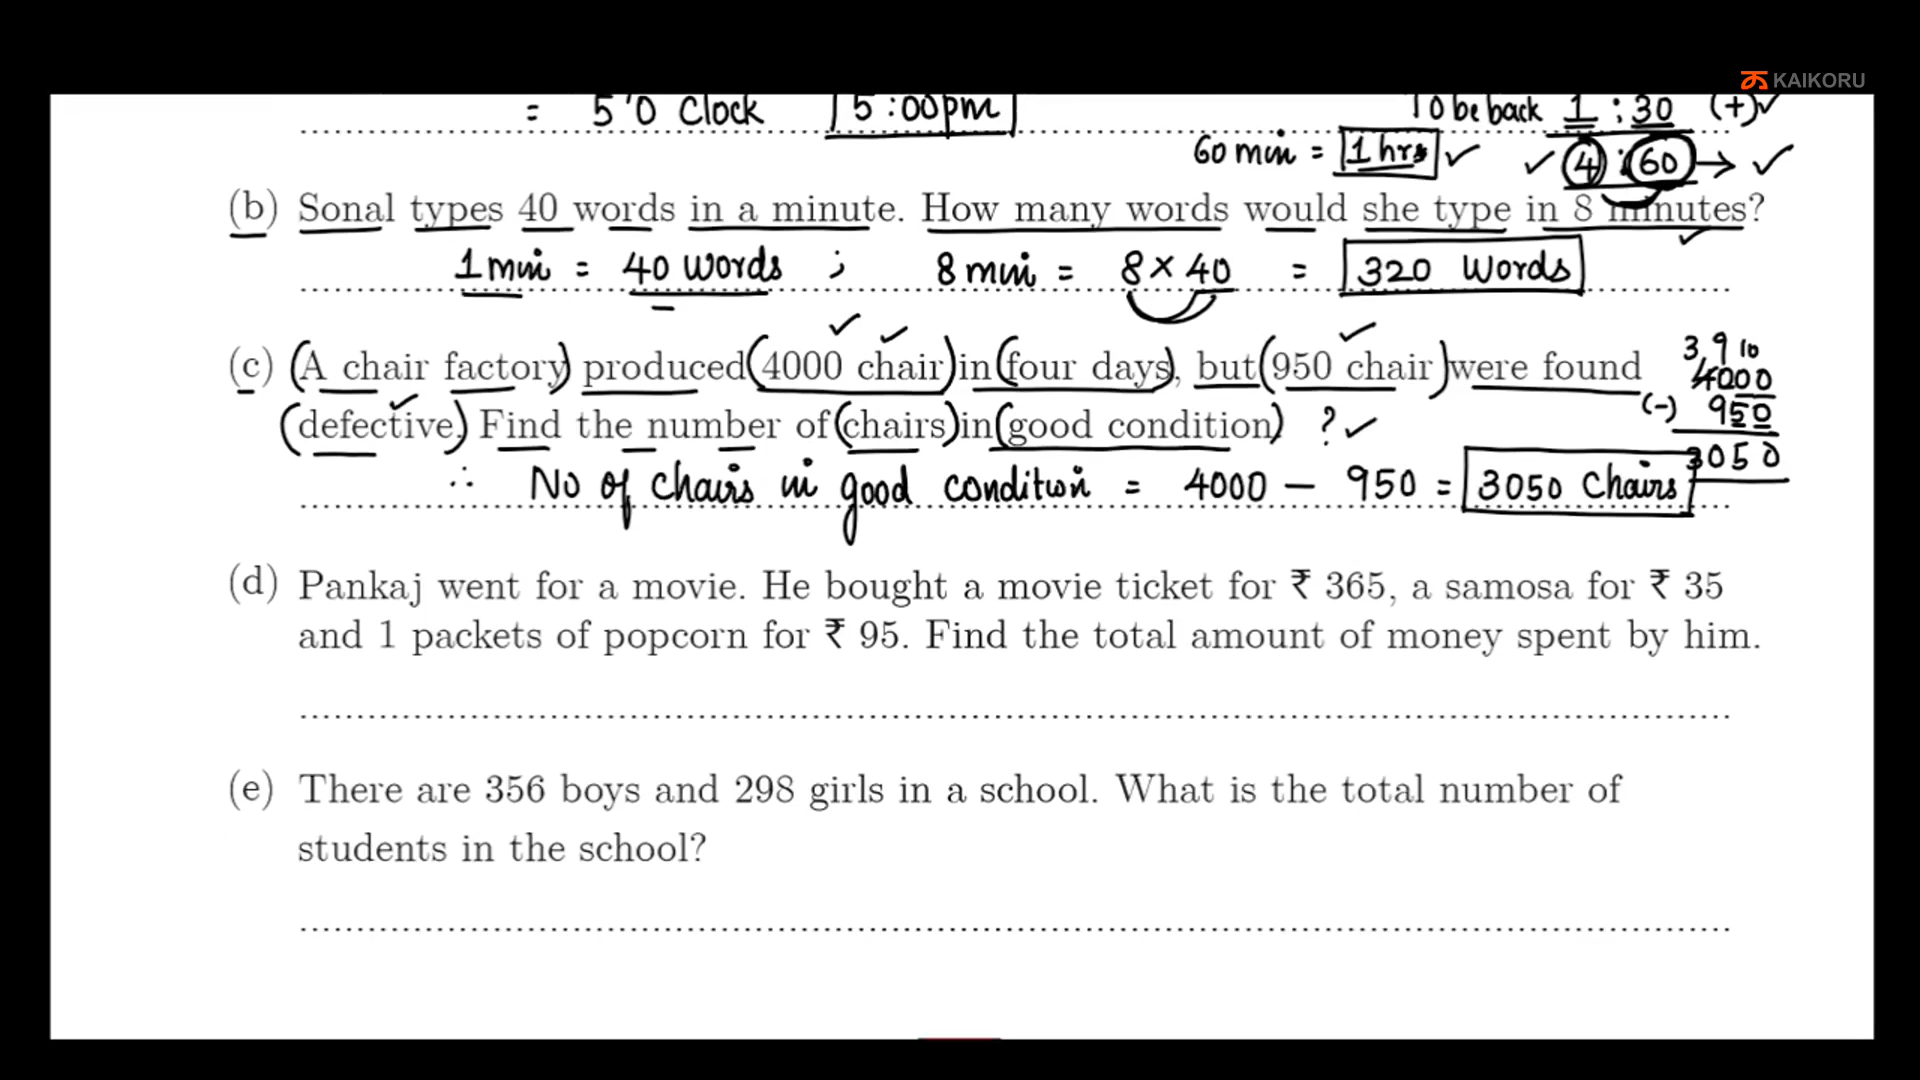 KAIKORU
= 5'0 Clock 5:00pm
To be back 1 : 30 (+)✓
60 min = 1 hrs ✓ ✓ 4 : 60 → ✓
(b) Sonal types 40 words in a minute. How many words would she type in 8 minutes?
1 min = 40 words ; 8 min = 8 × 40 = 320 words
(c) (A chair factory) produced (4000 chair) in (four days), but (950 chair) were found
(defective.) Find the number of (chairs) in (good condition) ? ✓
3,9 10
4000
(-) 950
3050
∴ No of chairs in good condition = 4000 – 950 = 3050 Chairs
(d) Pankaj went for a movie. He bought a movie ticket for ₹ 365, a samosa for ₹ 35
and 1 packets of popcorn for ₹ 95. Find the total amount of money spent by him.
(e) There are 356 boys and 298 girls in a school. What is the total number of
students in the school?